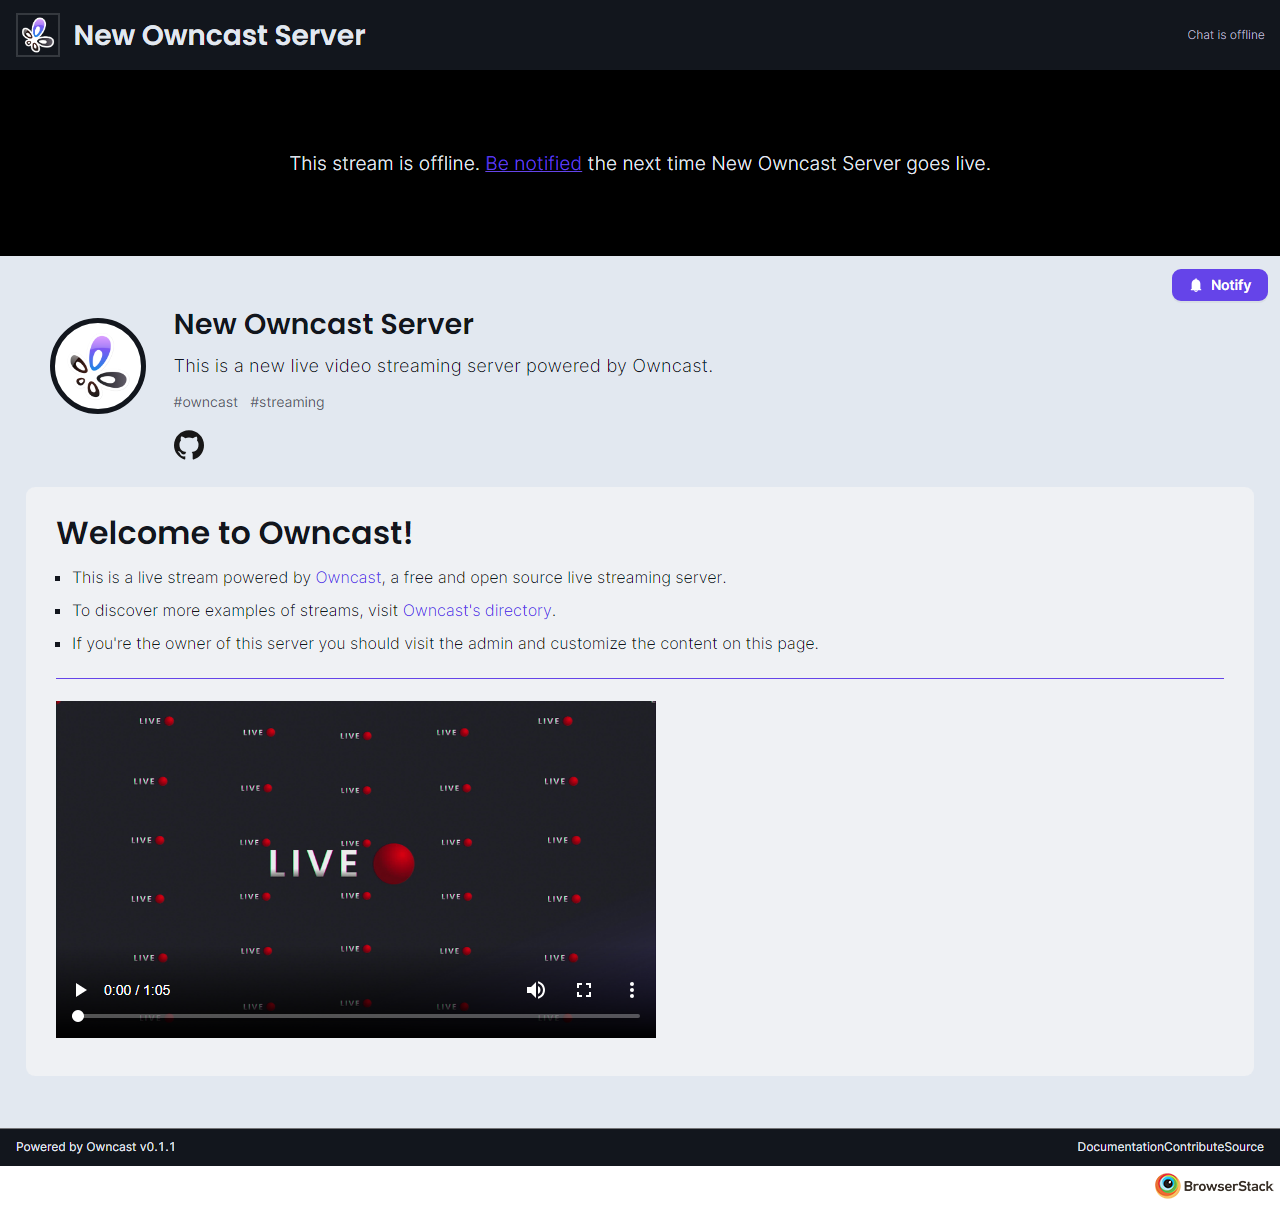 New Owncast Server
Chat is offline
This stream is offline. Be notified the next time New Owncast Server goes live.
Notify
New Owncast Server
This is a new live video streaming server powered by Owncast.
#owncast #streaming
Welcome to Owncast!
This is a live stream powered by Owncast, a free and open source live streaming server.
To discover more examples of streams, visit Owncast's directory.
If you're the owner of this server you should visit the admin and customize the content on this page.
LIVE LIVE LIVE LIVE LIVE
LIVE LIVE LIVE LIVE LIVE
LIVE LIVE LIVE LIVE LIVE
LIVE
LIVE LIVE LIVE LIVE LIVE
LIVE LIVE LIVE LIVE LIVE
LIVE LIVE LIVE LIVE LIVE
0:00 / 1:05
Powered by Owncast v0.1.1
DocumentationContributeSource
BrowserStack